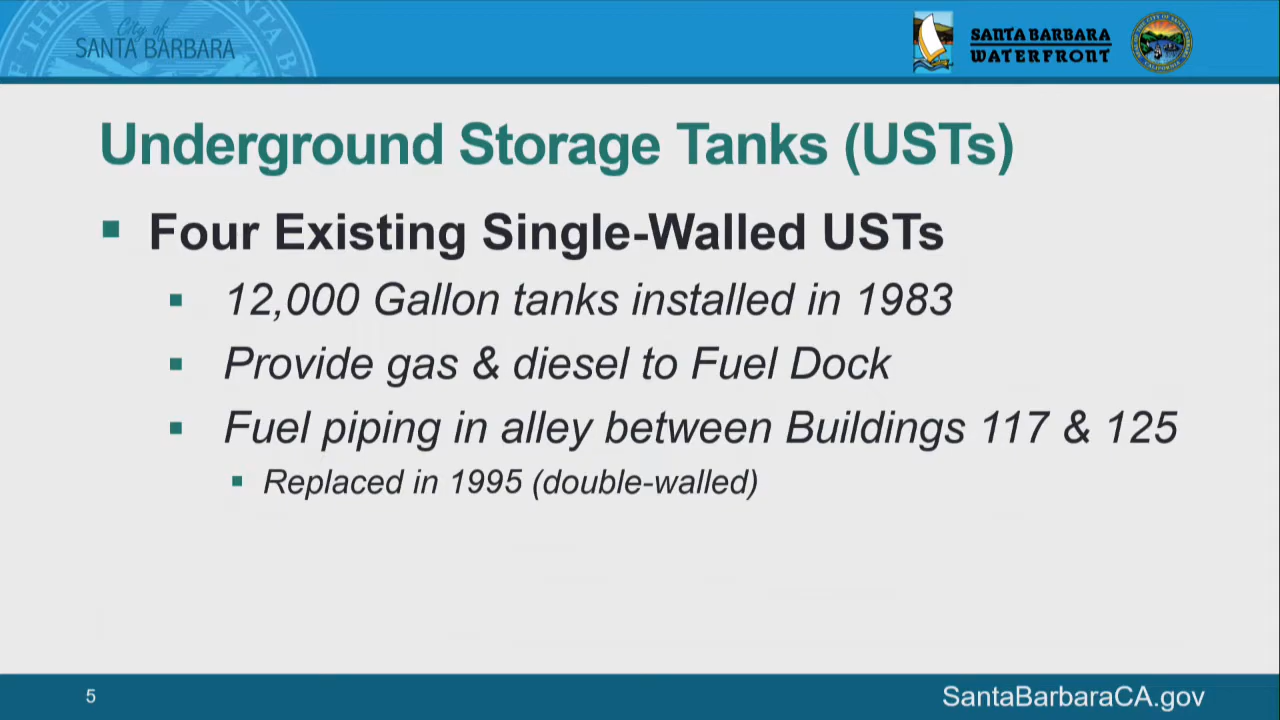 City of
SANTA BARBARA
SANTA BARBARA
WATERFRONT
Underground Storage Tanks (USTs)
▪ Four Existing Single-Walled USTs
▪ 12,000 Gallon tanks installed in 1983
▪ Provide gas & diesel to Fuel Dock
▪ Fuel piping in alley between Buildings 117 & 125
▪ Replaced in 1995 (double-walled)
5
SantaBarbaraCA.gov